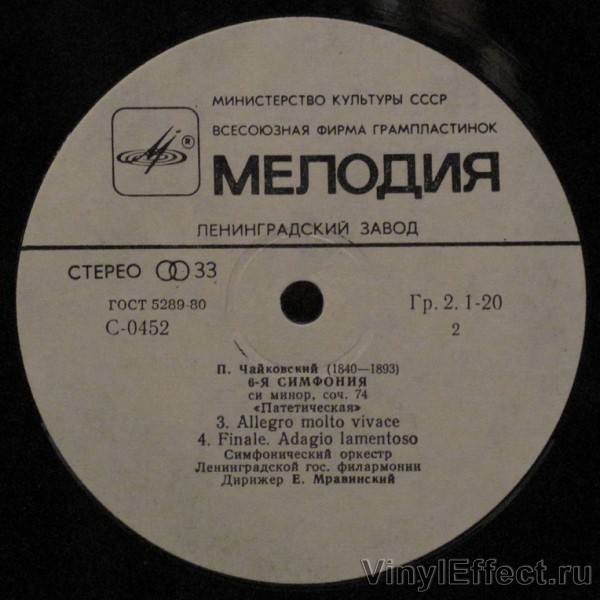 МИНИСТЕРСТВО КУЛЬТУРЫ СССР
ВСЕСОЮЗНАЯ ФИРМА ГРАМПЛАСТИНОК
®
МЕЛОДИЯ
ЛЕНИНГРАДСКИЙ ЗАВОД
СТЕРЕО 33
ГОСТ 5289-80
С-0452
Гр. 2. 1-20
2
П. Чайковский (1840—1893)
6-Я СИМФОНИЯ
си минор, соч. 74
«Патетическая»
3. Allegro molto vivace
4. Finale. Adagio lamentoso
Симфонический оркестр
Ленинградской гос. филармонии
Дирижер Е. Мравинский
VinylEffect.ru